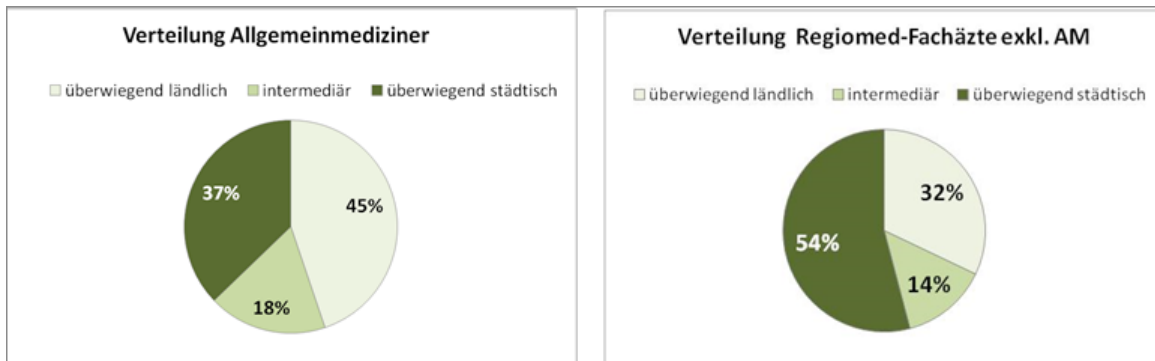 Verteilung Allgemeinmediziner
überwiegend ländlich intermediär überwiegend städtisch
37%
45%
18%
Verteilung Regiomed-Fachäzte exkl. AM
überwiegend ländlich intermediär überwiegend städtisch
32%
54%
14%